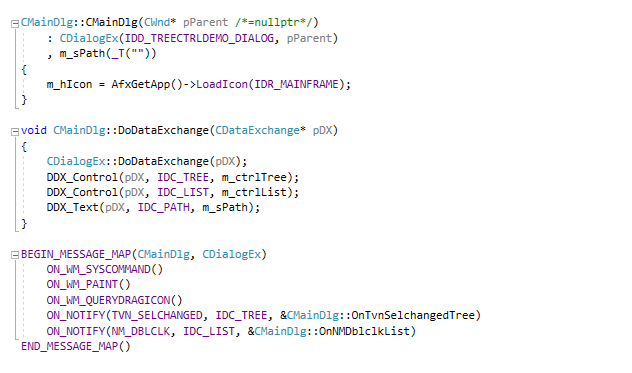 CMainDlg::CMainDlg(CWnd* pParent /*=nullptr*/)
    : CDialogEx(IDD_TREECTRLDEMO_DIALOG, pParent)
    , m_sPath(_T(""))
{
    m_hIcon = AfxGetApp()->LoadIcon(IDR_MAINFRAME);
}

void CMainDlg::DoDataExchange(CDataExchange* pDX)
{
    CDialogEx::DoDataExchange(pDX);
    DDX_Control(pDX, IDC_TREE, m_ctrlTree);
    DDX_Control(pDX, IDC_LIST, m_ctrlList);
    DDX_Text(pDX, IDC_PATH, m_sPath);
}

BEGIN_MESSAGE_MAP(CMainDlg, CDialogEx)
    ON_WM_SYSCOMMAND()
    ON_WM_PAINT()
    ON_WM_QUERYDRAGICON()
    ON_NOTIFY(TVN_SELCHANGED, IDC_TREE, &CMainDlg::OnTvnSelchangedTree)
    ON_NOTIFY(NM_DBLCLK, IDC_LIST, &CMainDlg::OnNMDblclkList)
END_MESSAGE_MAP()